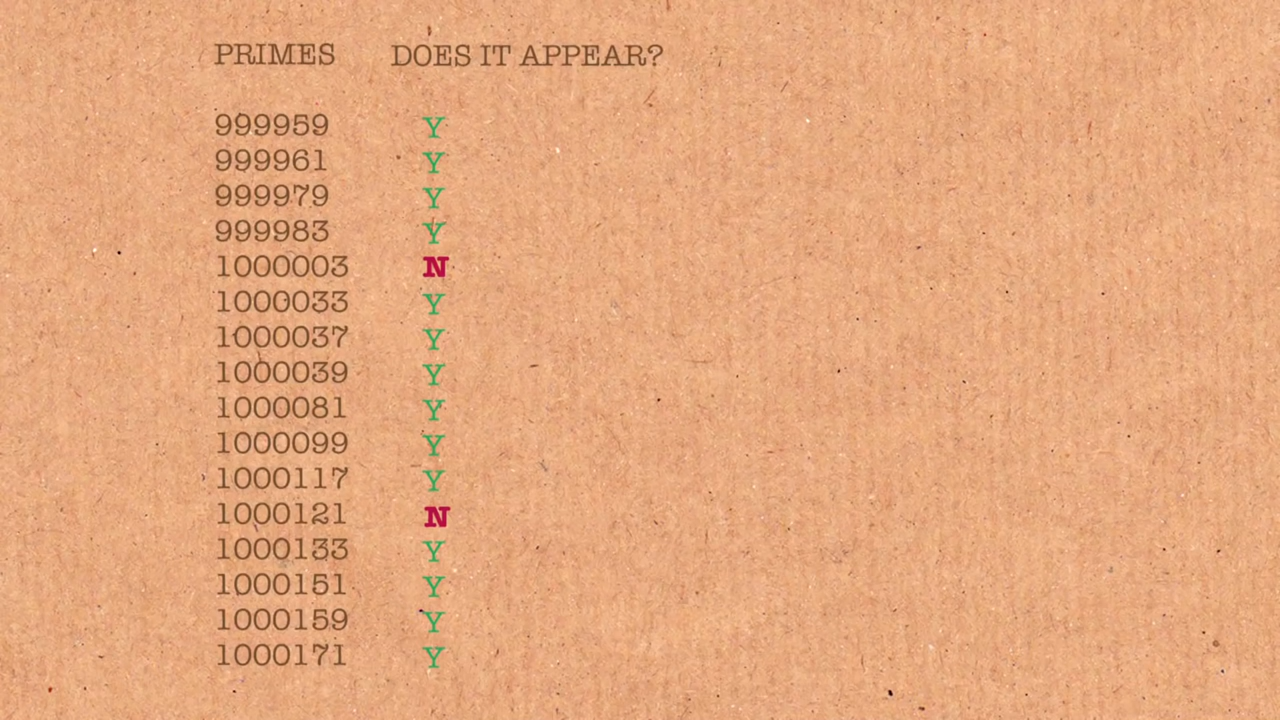 PRIMES DOES IT APPEAR?
999959 Y
999961 Y
999979 Y
999983 Y
1000003 N
1000033 Y
1000037 Y
1000039 Y
1000081 Y
1000099 Y
1000117 Y
1000121 N
1000133 Y
1000151 Y
1000159 Y
1000171 Y